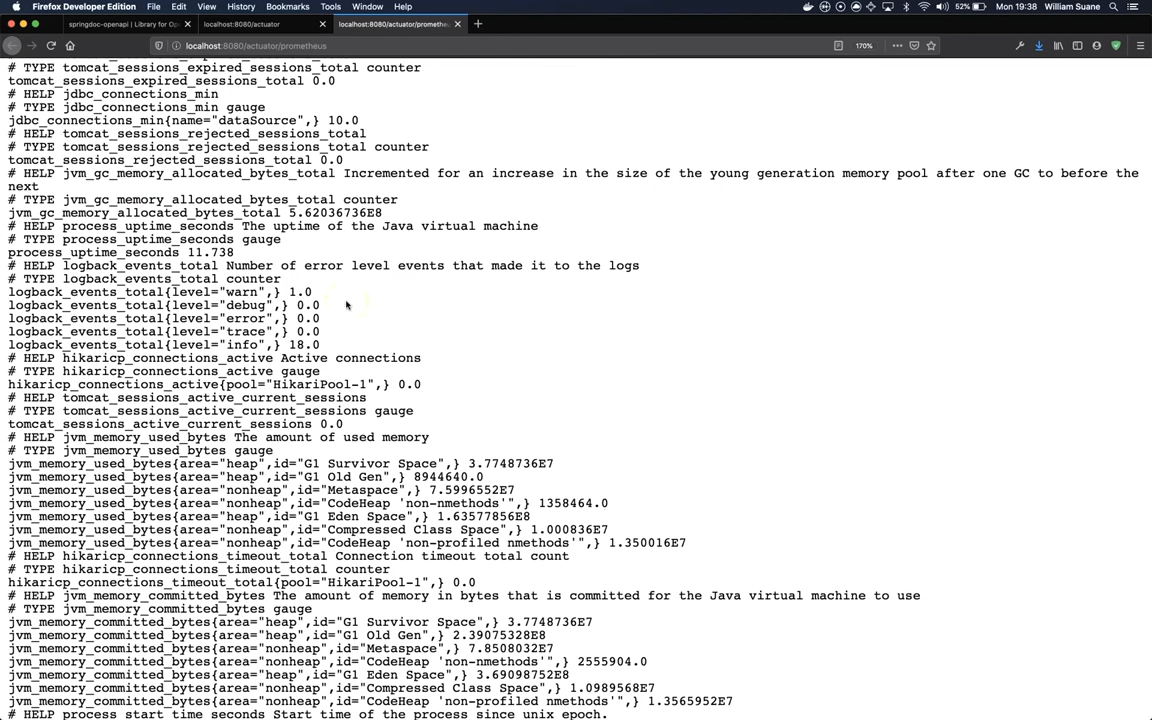 Firefox Developer Edition File Edit View History Bookmarks Tools Window Help 52% Mon 19:38 William Suane
springdoc-openapi | Library for Op
localhost:8080/actuator
localhost:8080/actuator/promethe
localhost:8080/actuator/prometheus
170%
# TYPE tomcat_sessions_expired_sessions_total counter
tomcat_sessions_expired_sessions_total 0.0
# HELP jdbc_connections_min
# TYPE jdbc_connections_min gauge
jdbc_connections_min{name="dataSource",} 10.0
# HELP tomcat_sessions_rejected_sessions_total
# TYPE tomcat_sessions_rejected_sessions_total counter
tomcat_sessions_rejected_sessions_total 0.0
# HELP jvm_gc_memory_allocated_bytes_total Incremented for an increase in the size of the young generation memory pool after one GC to before the
next
# TYPE jvm_gc_memory_allocated_bytes_total counter
jvm_gc_memory_allocated_bytes_total 5.62036736E8
# HELP process_uptime_seconds The uptime of the Java virtual machine
# TYPE process_uptime_seconds gauge
process_uptime_seconds 11.738
# HELP logback_events_total Number of error level events that made it to the logs
# TYPE logback_events_total counter
logback_events_total{level="warn",} 1.0
logback_events_total{level="debug",} 0.0
logback_events_total{level="error",} 0.0
logback_events_total{level="trace",} 0.0
logback_events_total{level="info",} 18.0
# HELP hikaricp_connections_active Active connections
# TYPE hikaricp_connections_active gauge
hikaricp_connections_active{pool="HikariPool-1",} 0.0
# HELP tomcat_sessions_active_current_sessions
# TYPE tomcat_sessions_active_current_sessions gauge
tomcat_sessions_active_current_sessions 0.0
# HELP jvm_memory_used_bytes The amount of used memory
# TYPE jvm_memory_used_bytes gauge
jvm_memory_used_bytes{area="heap",id="G1 Survivor Space",} 3.7748736E7
jvm_memory_used_bytes{area="heap",id="G1 Old Gen",} 8944640.0
jvm_memory_used_bytes{area="nonheap",id="Metaspace",} 7.5996552E7
jvm_memory_used_bytes{area="nonheap",id="CodeHeap 'non-nmethods'",} 1358464.0
jvm_memory_used_bytes{area="heap",id="G1 Eden Space",} 1.63577856E8
jvm_memory_used_bytes{area="nonheap",id="Compressed Class Space",} 1.000836E7
jvm_memory_used_bytes{area="nonheap",id="CodeHeap 'non-profiled nmethods'",} 1.350016E7
# HELP hikaricp_connections_timeout_total Connection timeout total count
# TYPE hikaricp_connections_timeout_total counter
hikaricp_connections_timeout_total{pool="HikariPool-1",} 0.0
# HELP jvm_memory_committed_bytes The amount of memory in bytes that is committed for the Java virtual machine to use
# TYPE jvm_memory_committed_bytes gauge
jvm_memory_committed_bytes{area="heap",id="G1 Survivor Space",} 3.7748736E7
jvm_memory_committed_bytes{area="heap",id="G1 Old Gen",} 2.39075328E8
jvm_memory_committed_bytes{area="nonheap",id="Metaspace",} 7.8508032E7
jvm_memory_committed_bytes{area="nonheap",id="CodeHeap 'non-nmethods'",} 2555904.0
jvm_memory_committed_bytes{area="heap",id="G1 Eden Space",} 3.69098752E8
jvm_memory_committed_bytes{area="nonheap",id="Compressed Class Space",} 1.0989568E7
jvm_memory_committed_bytes{area="nonheap",id="CodeHeap 'non-profiled nmethods'",} 1.3565952E7
# HELP process start time seconds Start time of the process since unix epoch.